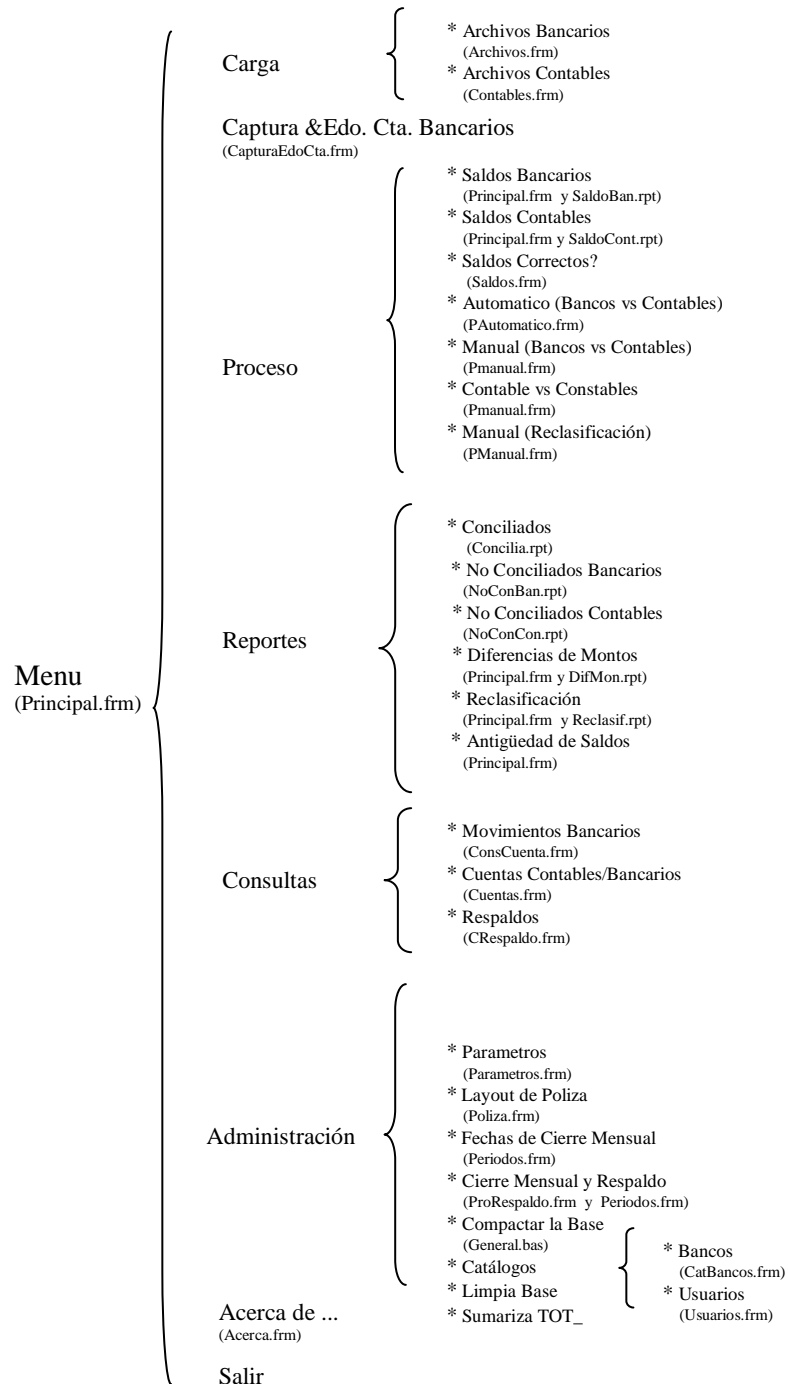 * Archivos Bancarios
(Archivos.frm)
Carga
* Archivos Contables
(Contables.frm)
Captura &Edo. Cta. Bancarios
(CapturaEdoCta.frm)
* Saldos Bancarios
(Principal.frm y SaldoBan.rpt)
* Saldos Contables
(Principal.frm y SaldoCont.rpt)
* Saldos Correctos?
(Saldos.frm)
* Automatico (Bancos vs Contables)
(PAutomatico.frm)
* Manual (Bancos vs Contables)
(Pmanual.frm)
Proceso
* Contable vs Constables
(Pmanual.frm)
* Manual (Reclasificación)
(PManual.frm)
* Conciliados
(Concilia.rpt)
* No Conciliados Bancarios
(NoConBan.rpt)
* No Conciliados Contables
(NoConCon.rpt)
Reportes
* Diferencias de Montos
(Principal.frm y DifMon.rpt)
Menu
(Principal.frm)
* Reclasificación
(Principal.frm y Reclasif.rpt)
* Antigüedad de Saldos
(Principal.frm)
* Movimientos Bancarios
(ConsCuenta.frm)
Consultas
* Cuentas Contables/Bancarios
(Cuentas.frm)
* Respaldos
(CRespaldo.frm)
* Parametros
(Parametros.frm)
* Layout de Poliza
(Poliza.frm)
Administración
* Fechas de Cierre Mensual
(Periodos.frm)
* Cierre Mensual y Respaldo
(ProRespaldo.frm y Periodos.frm)
* Compactar la Base
(General.bas)
* Catálogos
* Bancos
(CatBancos.frm)
* Usuarios
(Usuarios.frm)
* Limpia Base
* Sumariza TOT_
Acerca de ...
(Acerca.frm)
Salir